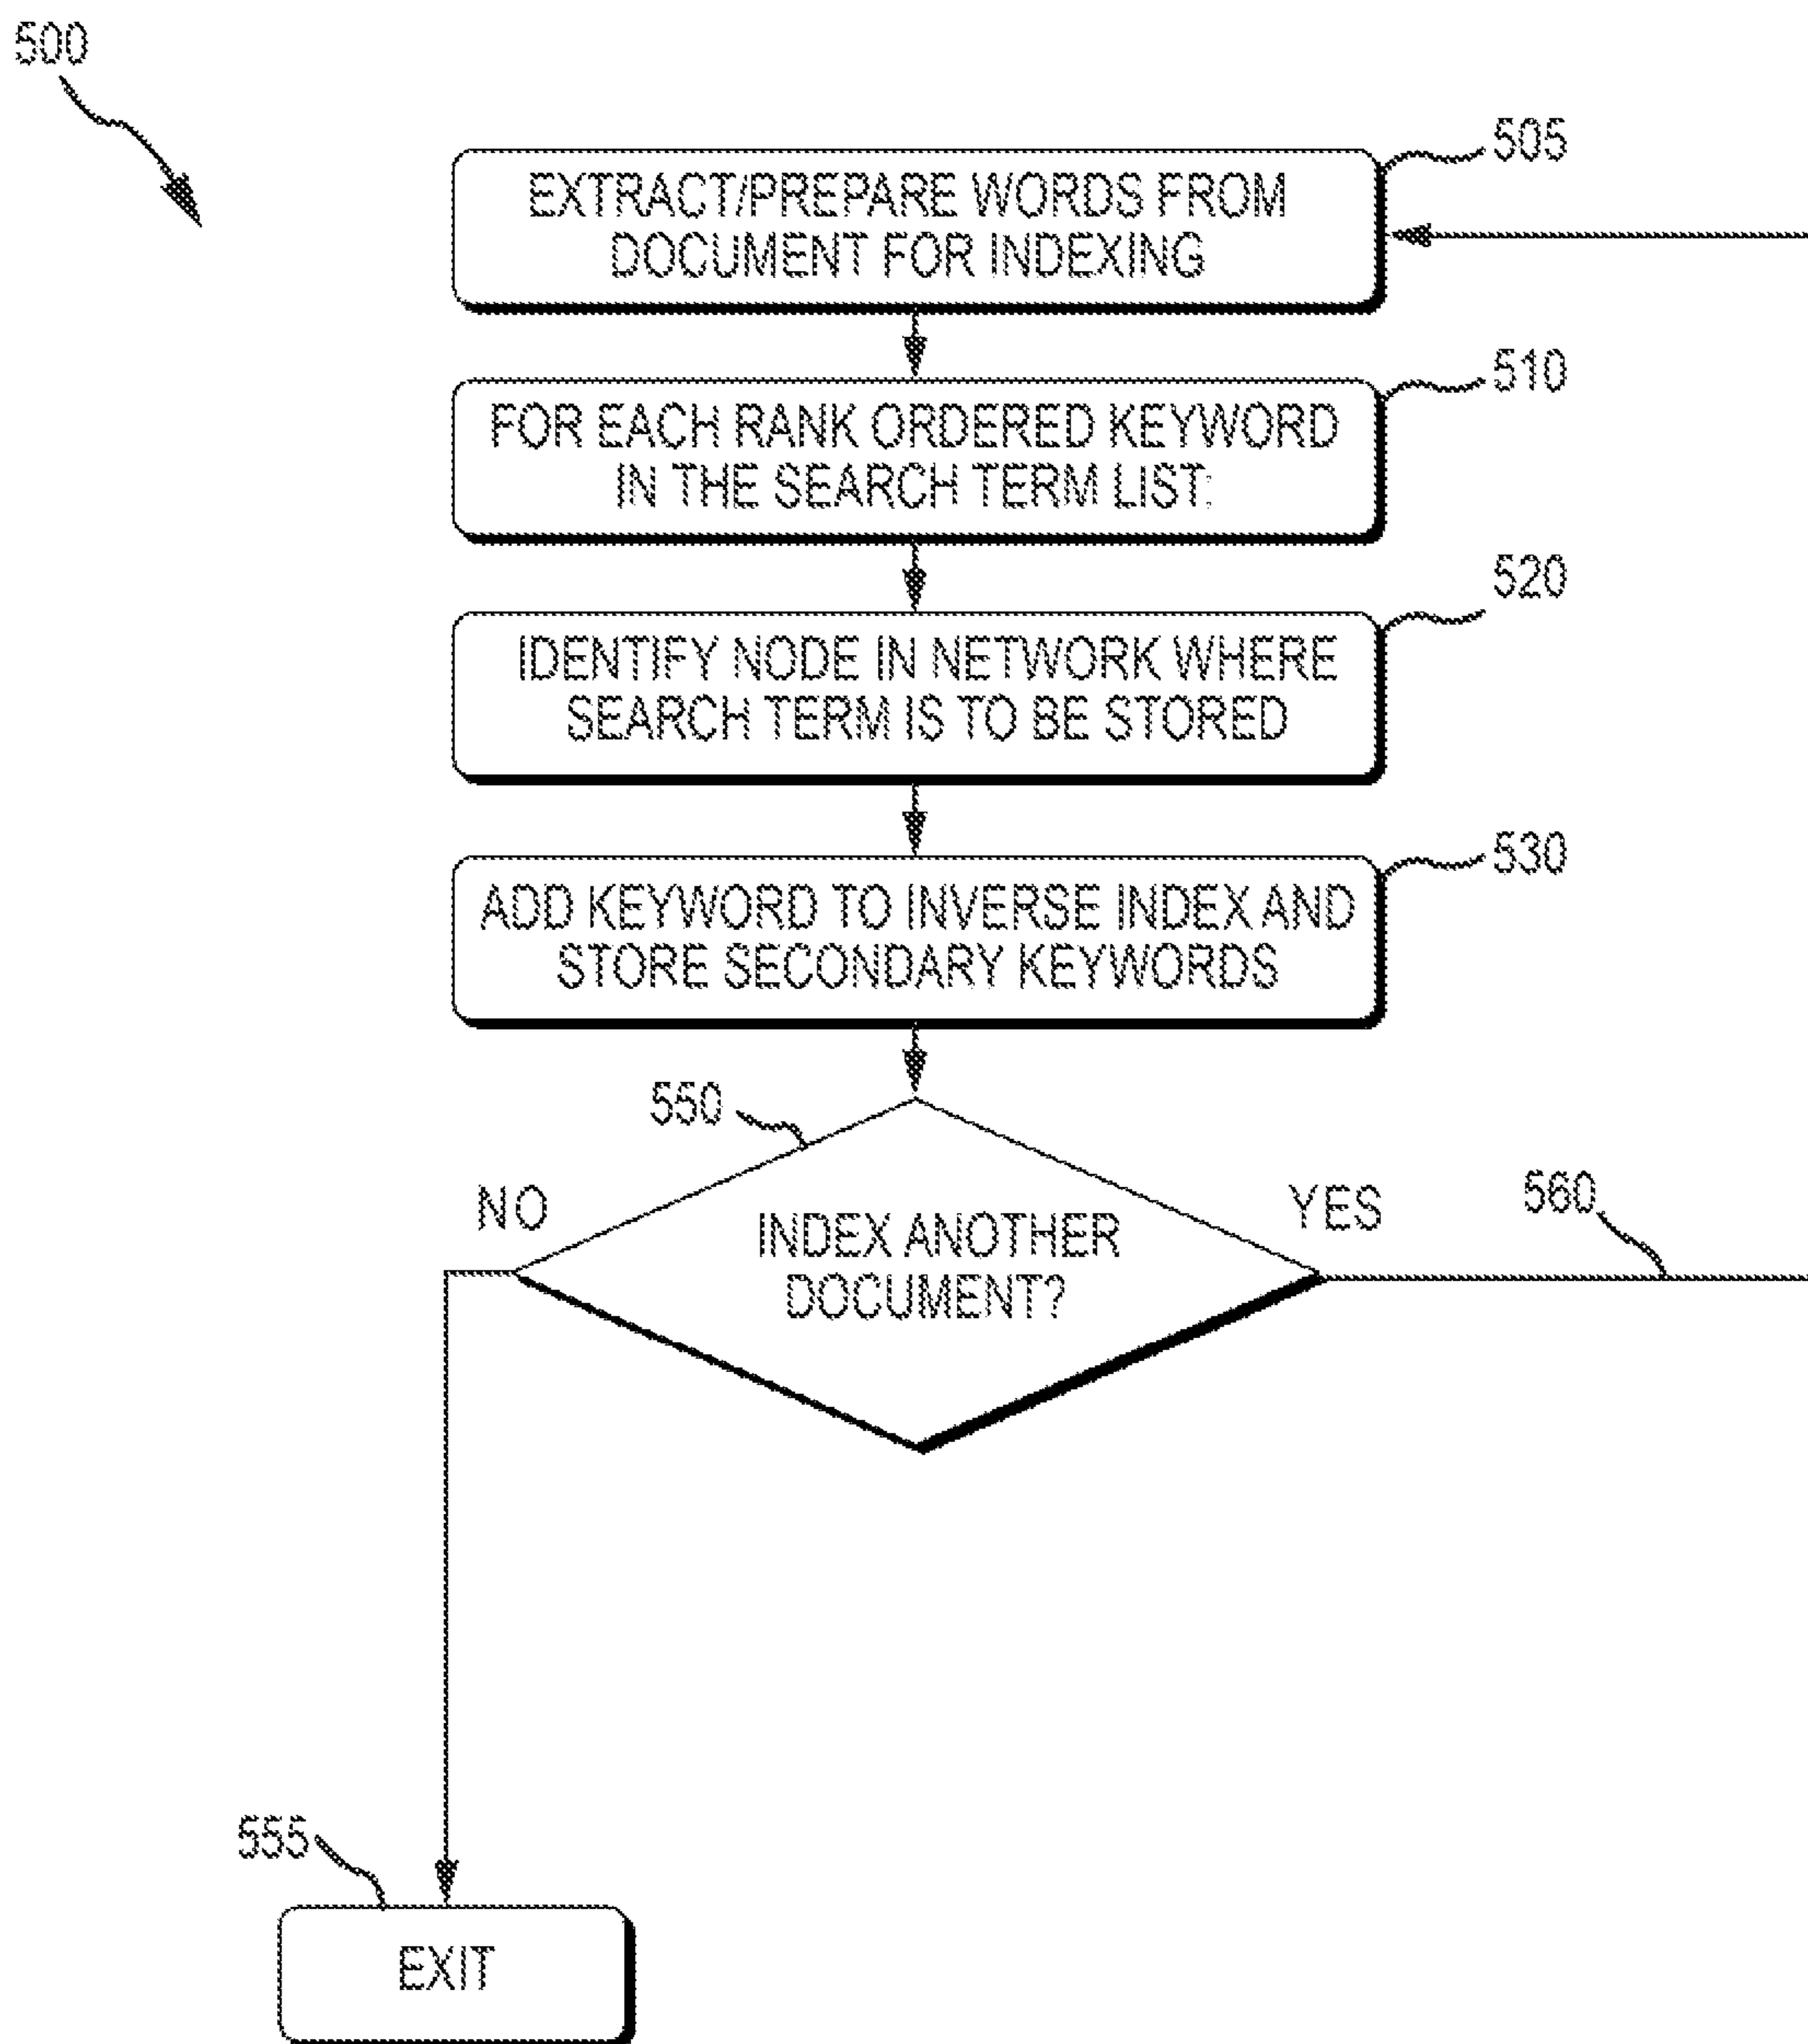 500
505
EXTRACT/PREPARE WORDS FROM
DOCUMENT FOR INDEXING
510
FOR EACH RANK ORDERED KEYWORD
IN THE SEARCH TERM LIST:
520
IDENTIFY NODE IN NETWORK WHERE
SEARCH TERM IS TO BE STORED
530
ADD KEYWORD TO INVERSE INDEX AND
STORE SECONDARY KEYWORDS
550
NO
YES
560
INDEX ANOTHER
DOCUMENT?
555
EXIT